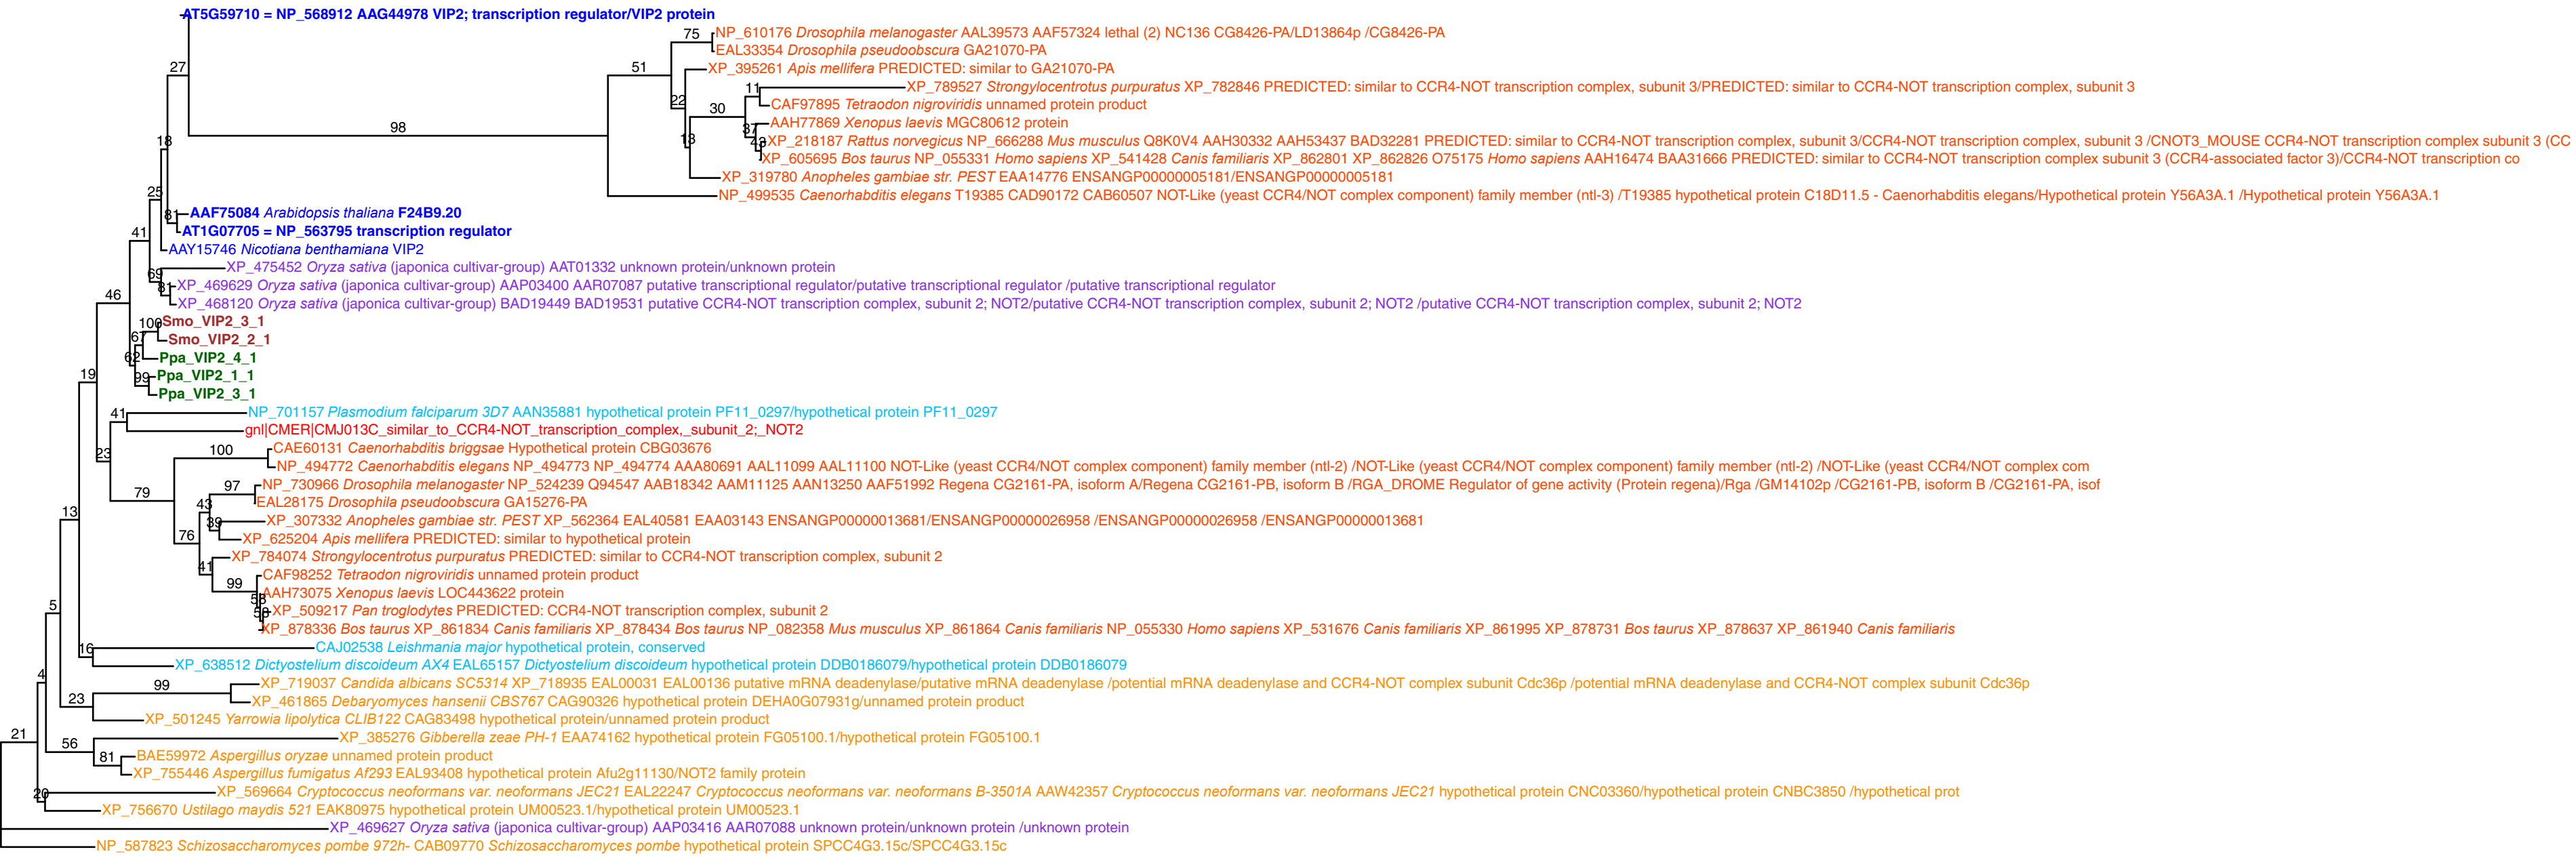 AT5G59710 = NP_568912 AAG44978 VIP2; transcription regulator/VIP2 protein
75 NP_610176 Drosophila melanogaster AAL39573 AAF57324 lethal (2) NC136 CG8426-PA/LD13864p /CG8426-PA
EAL33354 Drosophila pseudoobscura GA21070-PA
27 51 XP_395261 Apis mellifera PREDICTED: similar to GA21070-PA
11 XP_789527 Strongylocentrotus purpuratus XP_782846 PREDICTED: similar to CCR4-NOT transcription complex, subunit 3/PREDICTED: similar to CCR4-NOT transcription complex, subunit 3
22 30 CAF97895 Tetraodon nigroviridis unnamed protein product
98 37 AAH77869 Xenopus laevis MGC80612 protein
18 13 43 XP_218187 Rattus norvegicus NP_666288 Mus musculus Q8K0V4 AAH30332 AAH53437 BAD32281 PREDICTED: similar to CCR4-NOT transcription complex, subunit 3/CCR4-NOT transcription complex, subunit 3 /CNOT3_MOUSE CCR4-NOT transcription complex subunit 3 (CC
XP_605695 Bos taurus NP_055331 Homo sapiens XP_541428 Canis familiaris XP_862801 XP_862826 O75175 Homo sapiens AAH16474 BAA31666 PREDICTED: similar to CCR4-NOT transcription complex subunit 3 (CCR4-associated factor 3)/CCR4-NOT transcription co
XP_319780 Anopheles gambiae str. PEST EAA14776 ENSANGP00000005181/ENSANGP00000005181
25 NP_499535 Caenorhabditis elegans T19385 CAD90172 CAB60507 NOT-Like (yeast CCR4/NOT complex component) family member (ntl-3) /T19385 hypothetical protein C18D11.5 - Caenorhabditis elegans/Hypothetical protein Y56A3A.1 /Hypothetical protein Y56A3A.1
81 AAF75084 Arabidopsis thaliana F24B9.20
41 AT1G07705 = NP_563795 transcription regulator
AAY15746 Nicotiana benthamiana VIP2
69 XP_475452 Oryza sativa (japonica cultivar-group) AAT01332 unknown protein/unknown protein
81 XP_469629 Oryza sativa (japonica cultivar-group) AAP03400 AAR07087 putative transcriptional regulator/putative transcriptional regulator /putative transcriptional regulator
46 XP_468120 Oryza sativa (japonica cultivar-group) BAD19449 BAD19531 putative CCR4-NOT transcription complex, subunit 2; NOT2/putative CCR4-NOT transcription complex, subunit 2; NOT2 /putative CCR4-NOT transcription complex, subunit 2; NOT2
100 Smo_VIP2_3_1
67 Smo_VIP2_2_1
62 Ppa_VIP2_4_1
19 99 Ppa_VIP2_1_1
Ppa_VIP2_3_1
41 NP_701157 Plasmodium falciparum 3D7 AAN35881 hypothetical protein PF11_0297/hypothetical protein PF11_0297
gnl|CMER|CMJ013C_similar_to_CCR4-NOT_transcription_complex,_subunit_2;_NOT2
23 100 CAE60131 Caenorhabditis briggsae Hypothetical protein CBG03676
NP_494772 Caenorhabditis elegans NP_494773 NP_494774 AAA80691 AAL11099 AAL11100 NOT-Like (yeast CCR4/NOT complex component) family member (ntl-2) /NOT-Like (yeast CCR4/NOT complex component) family member (ntl-2) /NOT-Like (yeast CCR4/NOT complex com
79 97 NP_730966 Drosophila melanogaster NP_524239 Q94547 AAB18342 AAM11125 AAN13250 AAF51992 Regena CG2161-PA, isoform A/Regena CG2161-PB, isoform B /RGA_DROME Regulator of gene activity (Protein regena)/Rga /GM14102p /CG2161-PB, isoform B /CG2161-PA, isof
43 EAL28175 Drosophila pseudoobscura GA15276-PA
13 39 XP_307332 Anopheles gambiae str. PEST XP_562364 EAL40581 EAA03143 ENSANGP00000013681/ENSANGP00000026958 /ENSANGP00000026958 /ENSANGP00000013681
76 XP_625204 Apis mellifera PREDICTED: similar to hypothetical protein
41 XP_784074 Strongylocentrotus purpuratus PREDICTED: similar to CCR4-NOT transcription complex, subunit 2
99 CAF98252 Tetraodon nigroviridis unnamed protein product
5 AAH73075 Xenopus laevis LOC443622 protein
XP_509217 Pan troglodytes PREDICTED: CCR4-NOT transcription complex, subunit 2
XP_878336 Bos taurus XP_861834 Canis familiaris XP_878434 Bos taurus NP_082358 Mus musculus XP_861864 Canis familiaris NP_055330 Homo sapiens XP_531676 Canis familiaris XP_861995 XP_878731 Bos taurus XP_878637 XP_861940 Canis familiaris
16 CAJ02538 Leishmania major hypothetical protein, conserved
XP_638512 Dictyostelium discoideum AX4 EAL65157 Dictyostelium discoideum hypothetical protein DDB0186079/hypothetical protein DDB0186079
4 99 XP_719037 Candida albicans SC5314 XP_718935 EAL00031 EAL00136 putative mRNA deadenylase/putative mRNA deadenylase /potential mRNA deadenylase and CCR4-NOT complex subunit Cdc36p /potential mRNA deadenylase and CCR4-NOT complex subunit Cdc36p
23 XP_461865 Debaryomyces hansenii CBS767 CAG90326 hypothetical protein DEHA0G07931g/unnamed protein product
XP_501245 Yarrowia lipolytica CLIB122 CAG83498 hypothetical protein/unnamed protein product
21 56 XP_385276 Gibberella zeae PH-1 EAA74162 hypothetical protein FG05100.1/hypothetical protein FG05100.1
81 BAE59972 Aspergillus oryzae unnamed protein product
XP_755446 Aspergillus fumigatus Af293 EAL93408 hypothetical protein Afu2g11130/NOT2 family protein
20 XP_569664 Cryptococcus neoformans var. neoformans JEC21 EAL22247 Cryptococcus neoformans var. neoformans B-3501A AAW42357 Cryptococcus neoformans var. neoformans JEC21 hypothetical protein CNC03360/hypothetical protein CNBC3850 /hypothetical prot
XP_756670 Ustilago maydis 521 EAK80975 hypothetical protein UM00523.1/hypothetical protein UM00523.1
XP_469627 Oryza sativa (japonica cultivar-group) AAP03416 AAR07088 unknown protein/unknown protein /unknown protein
NP_587823 Schizosaccharomyces pombe 972h- CAB09770 Schizosaccharomyces pombe hypothetical protein SPCC4G3.15c/SPCC4G3.15c